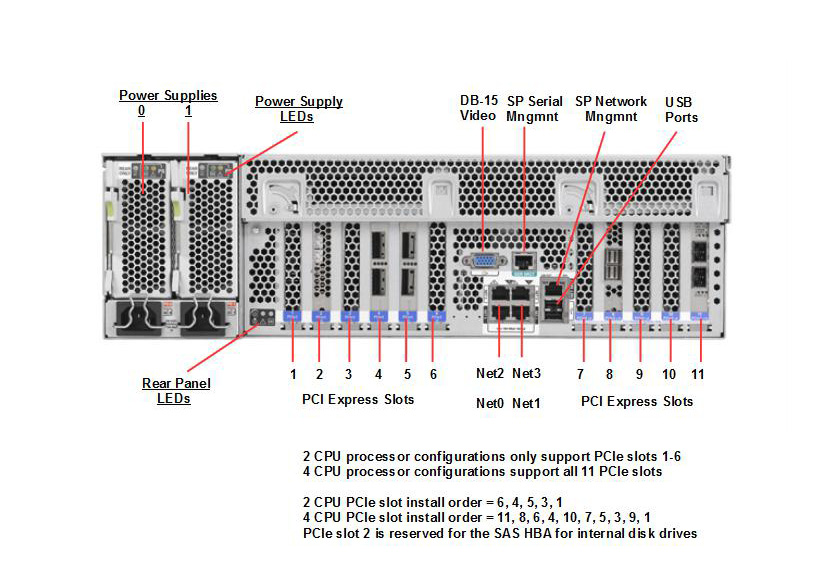 Power Supplies
0 1
Power Supply
LEDs
DB-15
Video
SP Serial
Mngmnt
SP Network
Mngmnt
USB
Ports
Rear Panel
LEDs
1 2 3 4 5 6
PCI Express Slots
Net2 Net3
Net0 Net1
7 8 9 10 11
PCI Express Slots
2 CPU processor configurations only support PCIe slots 1-6
4 CPU processor configurations support all 11 PCIe slots
2 CPU PCIe slot install order = 6, 4, 5, 3, 1
4 CPU PCIe slot install order = 11, 8, 6, 4, 10, 7, 5, 3, 9, 1
PCIe slot 2 is reserved for the SAS HBA for internal disk drives